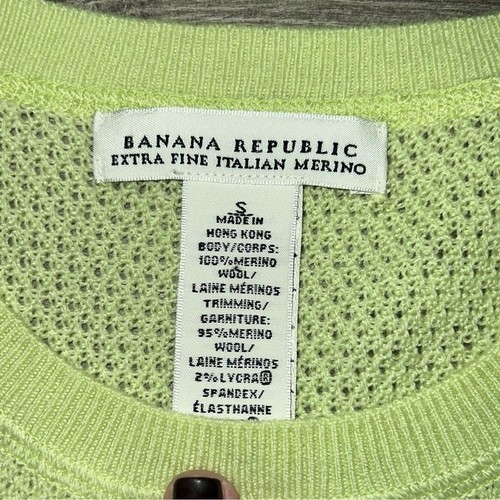 BANANA REPUBLIC
EXTRA FINE ITALIAN MERINO
S
MADE IN
HONG KONG
BODY/CORPS:
100%MERINO
WOOL/
LAINE MÉRINOS
TRIMMING/
GARNITURE:
95%MERINO
WOOL/
LAINE MÉRINOS
2%LYCRA®
SPANDEX/
ÉLASTHANNE